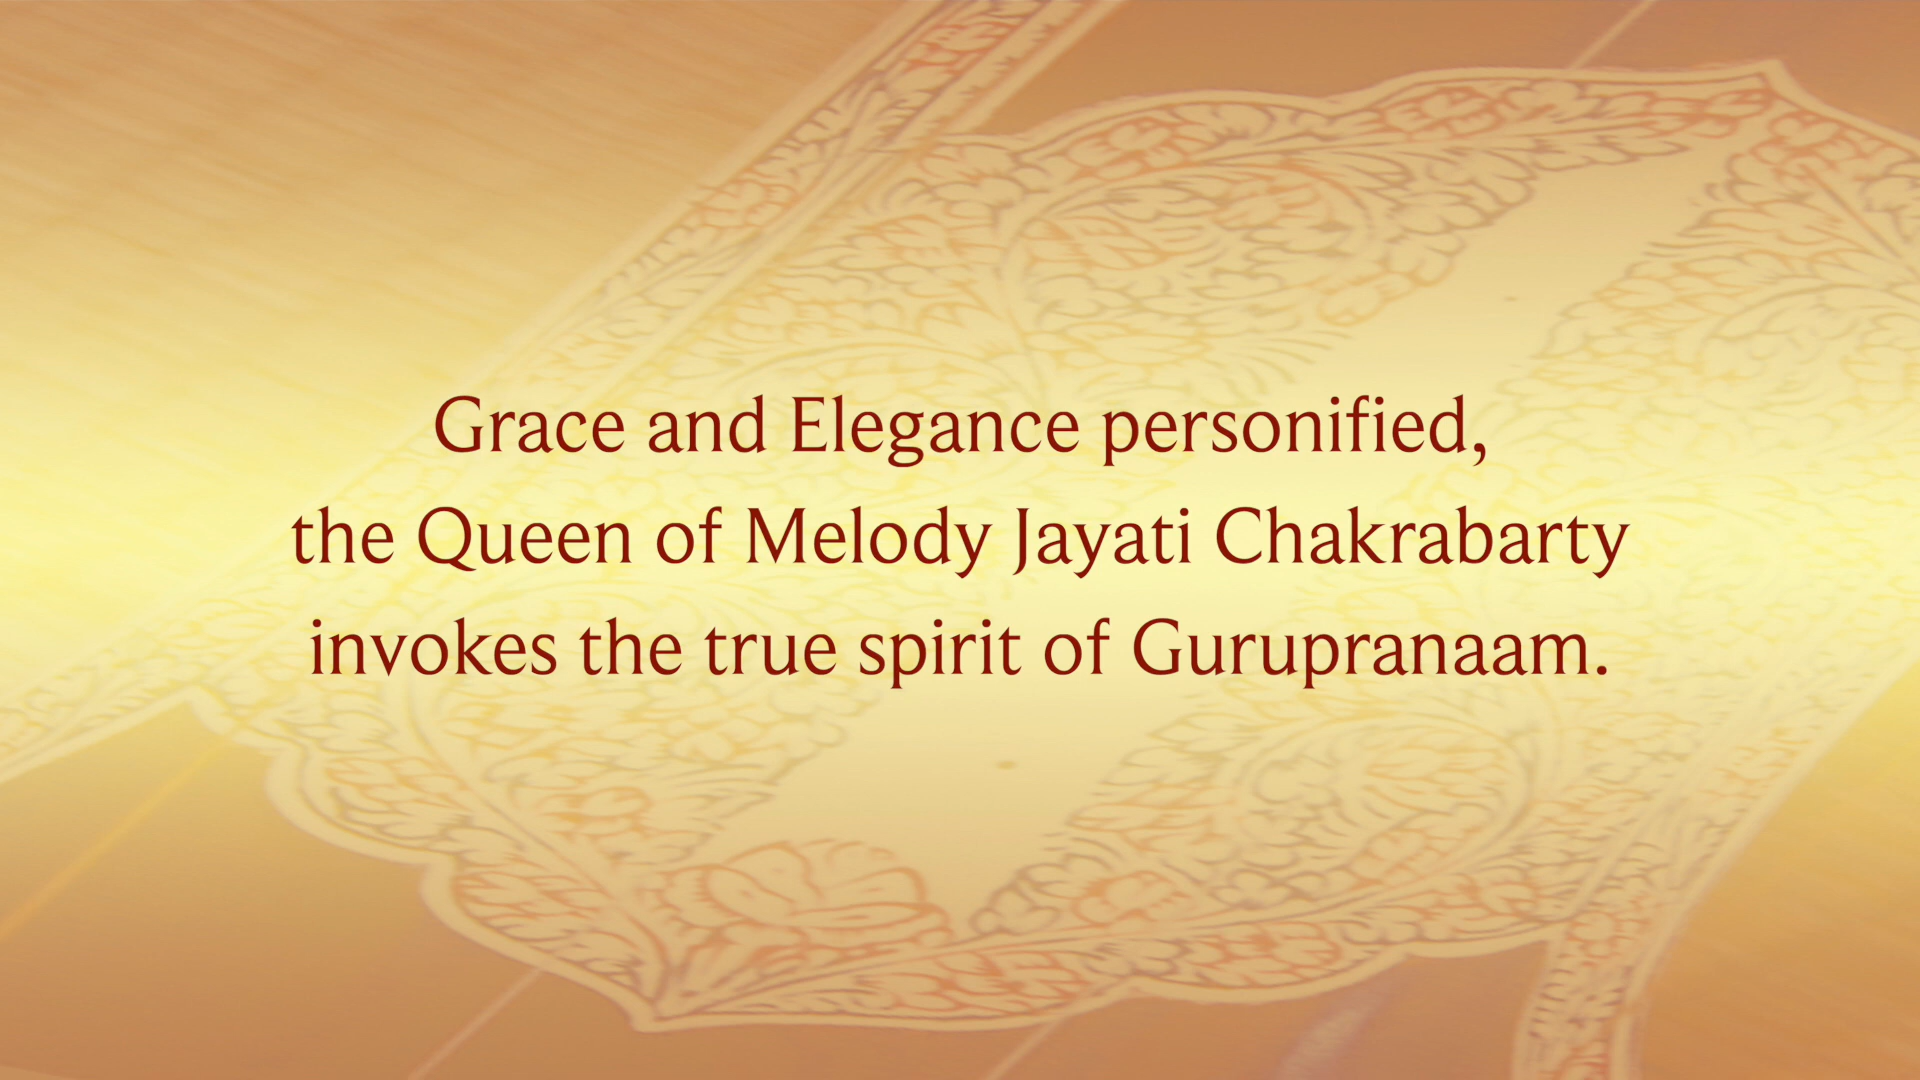 Grace and Elegance personified,
the Queen of Melody Jayati Chakrabarty
invokes the true spirit of Gurupranaam.